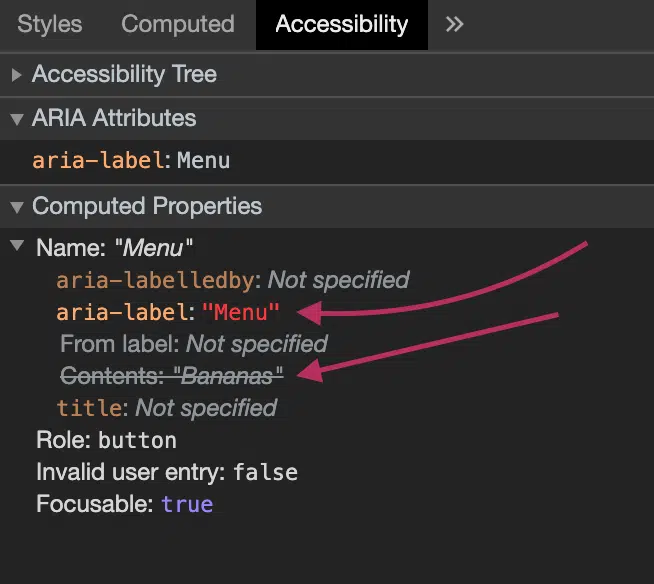 Styles Computed Accessibility »
Accessibility Tree
ARIA Attributes
aria-label: Menu
Computed Properties
Name: "Menu"
aria-labelledby: Not specified
aria-label: "Menu"
From label: Not specified
Contents: "Bananas"
title: Not specified
Role: button
Invalid user entry: false
Focusable: true